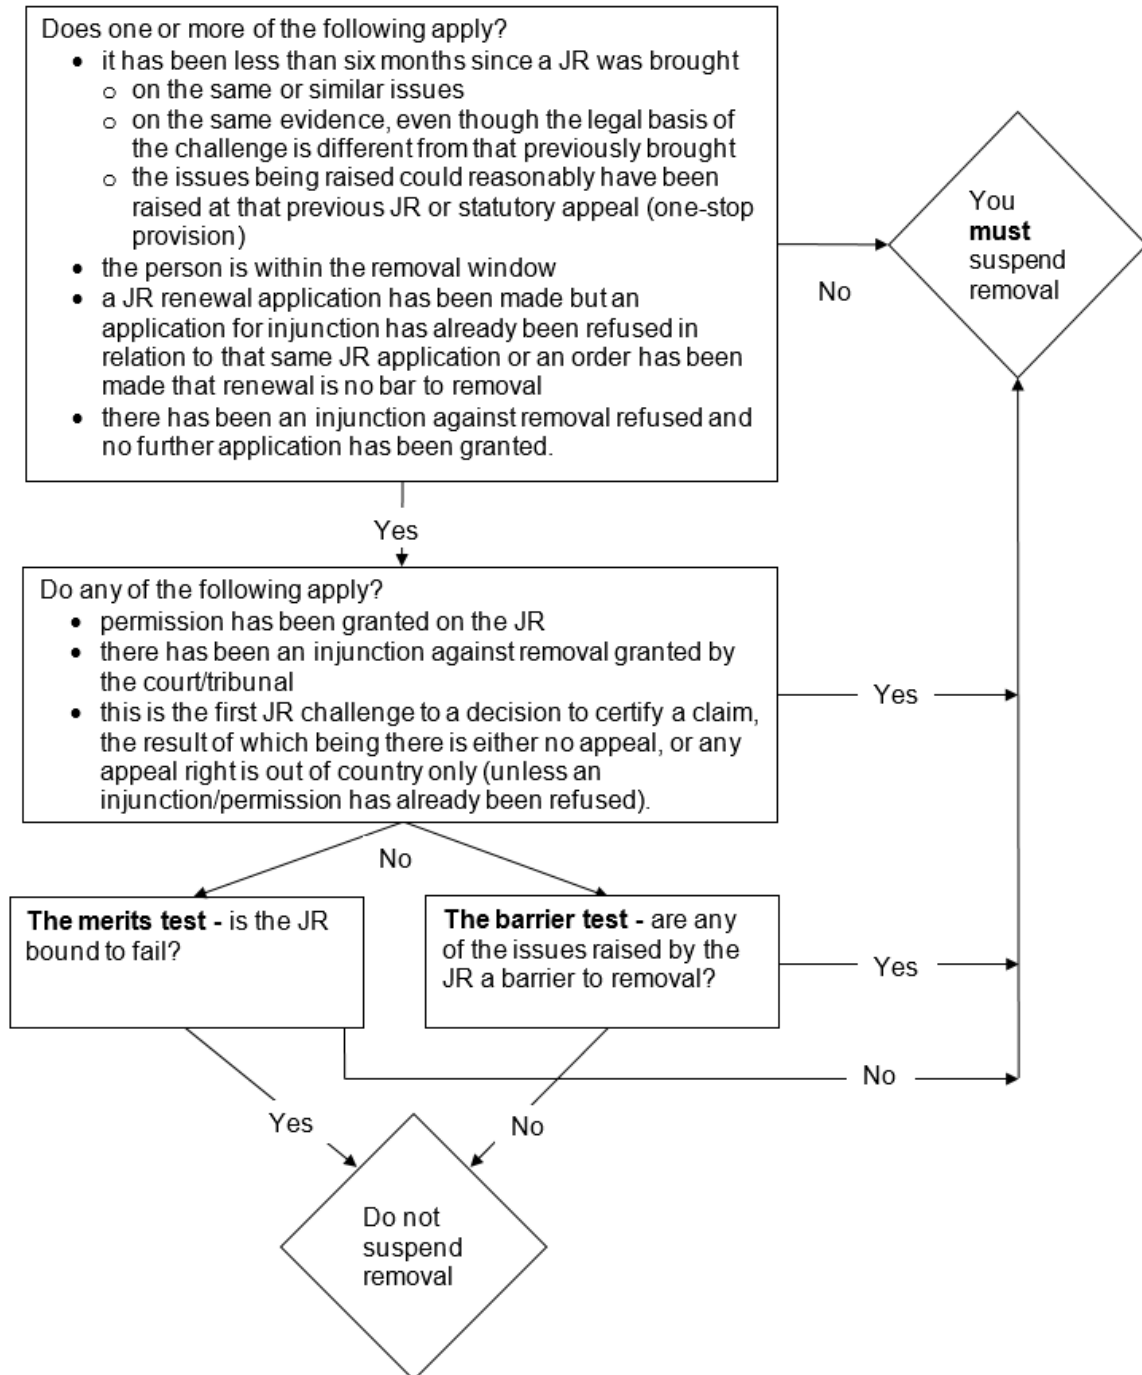 Does one or more of the following apply?
• it has been less than six months since a JR was brought
o on the same or similar issues
o on the same evidence, even though the legal basis of
the challenge is different from that previously brought
o the issues being raised could reasonably have been
raised at that previous JR or statutory appeal (one-stop
provision)
• the person is within the removal window
• a JR renewal application has been made but an
application for injunction has already been refused in
relation to that same JR application or an order has been
made that renewal is no bar to removal
• there has been an injunction against removal refused and
no further application has been granted.
No
You
must
suspend
removal
Yes
Do any of the following apply?
• permission has been granted on the JR
• there has been an injunction against removal granted by
the court/tribunal
• this is the first JR challenge to a decision to certify a claim,
the result of which being there is either no appeal, or any
appeal right is out of country only (unless an
injunction/permission has already been refused).
Yes
No
The merits test - is the JR
bound to fail?
The barrier test - are any
of the issues raised by the
JR a barrier to removal?
Yes
No
Yes
No
Do not
suspend
removal